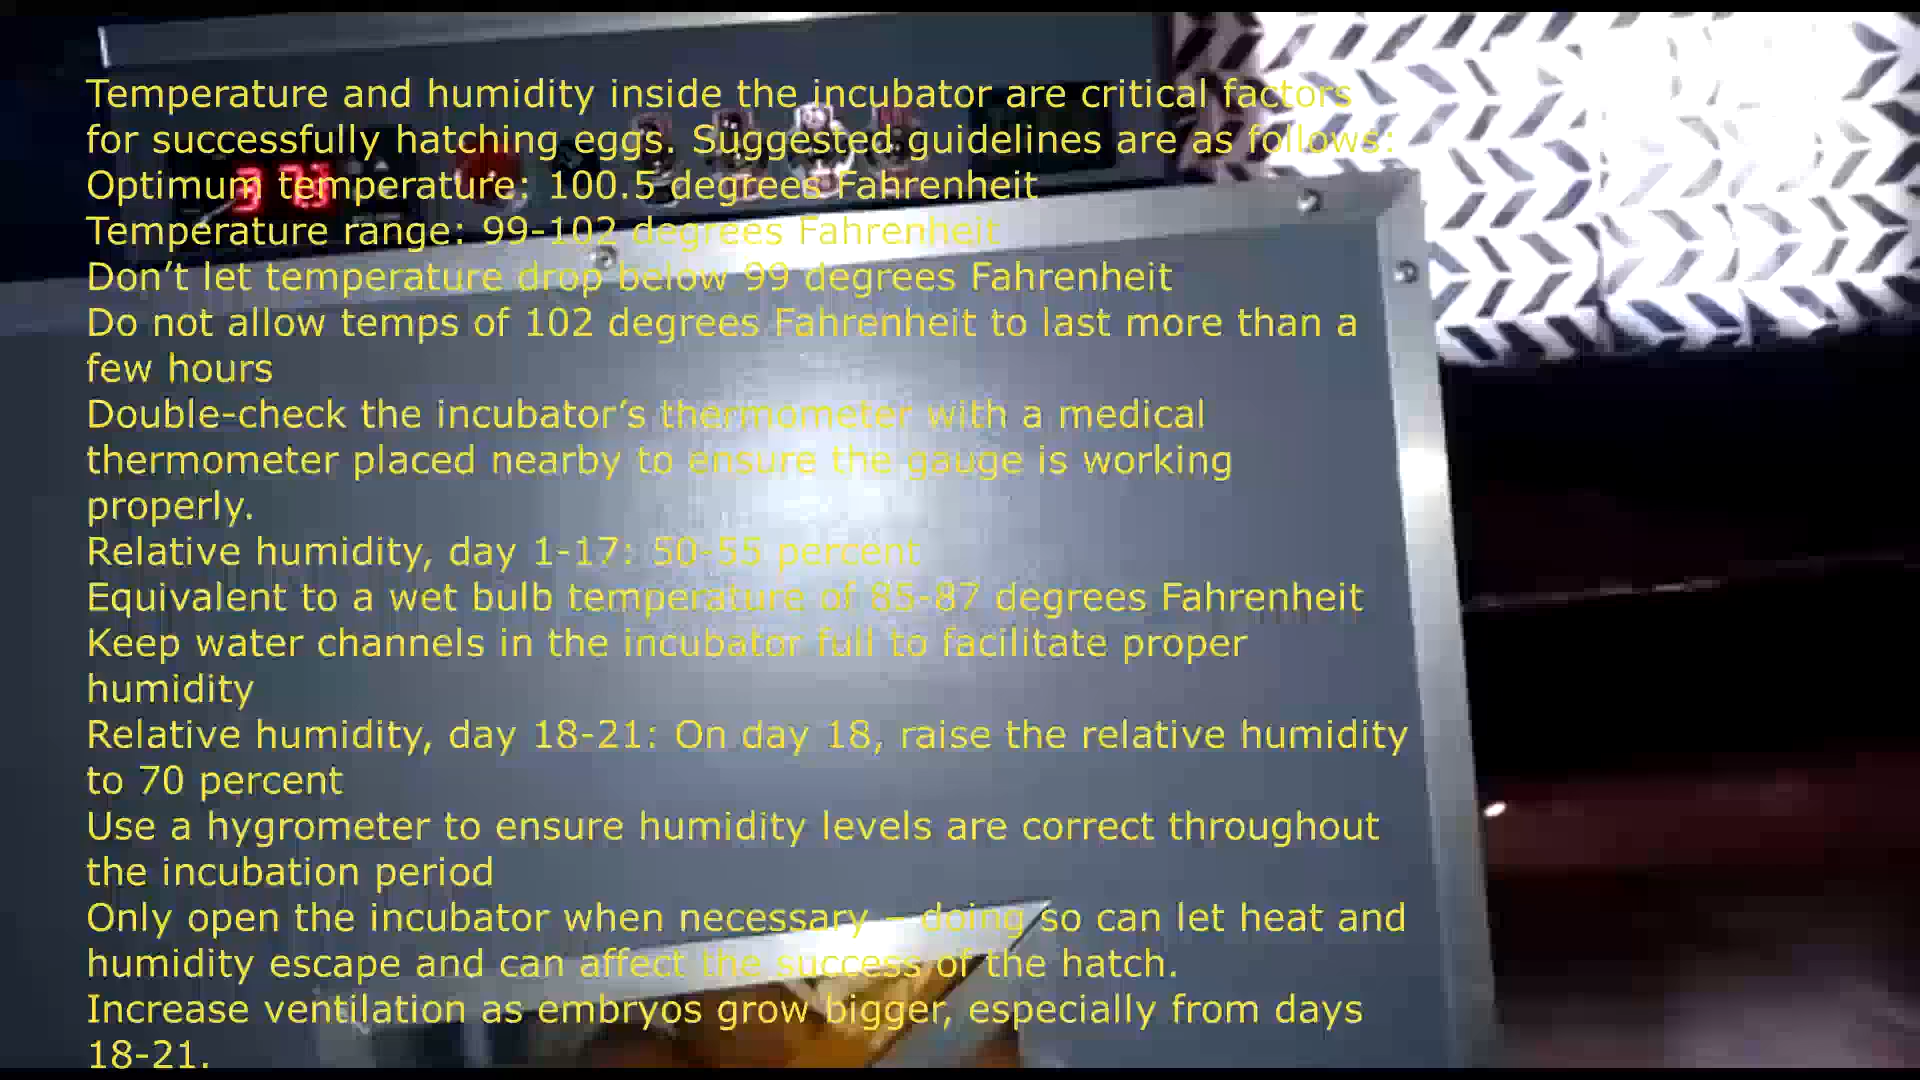 Temperature and humidity inside the incubator are critical factors
for successfully hatching eggs. Suggested guidelines are as follows:
Optimum temperature: 100.5 degrees Fahrenheit
Temperature range: 99-102 degrees Fahrenheit
Don’t let temperature drop below 99 degrees Fahrenheit
Do not allow temps of 102 degrees Fahrenheit to last more than a
few hours
Double-check the incubator’s thermometer with a medical
thermometer placed nearby to ensure the gauge is working
properly.
Relative humidity, day 1-17: 50-55 percent
Equivalent to a wet bulb temperature of 85-87 degrees Fahrenheit
Keep water channels in the incubator full to facilitate proper
humidity
Relative humidity, day 18-21: On day 18, raise the relative humidity
to 70 percent
Use a hygrometer to ensure humidity levels are correct throughout
the incubation period
Only open the incubator when necessary – doing so can let heat and
humidity escape and can affect the success of the hatch.
Increase ventilation as embryos grow bigger, especially from days
18-21.